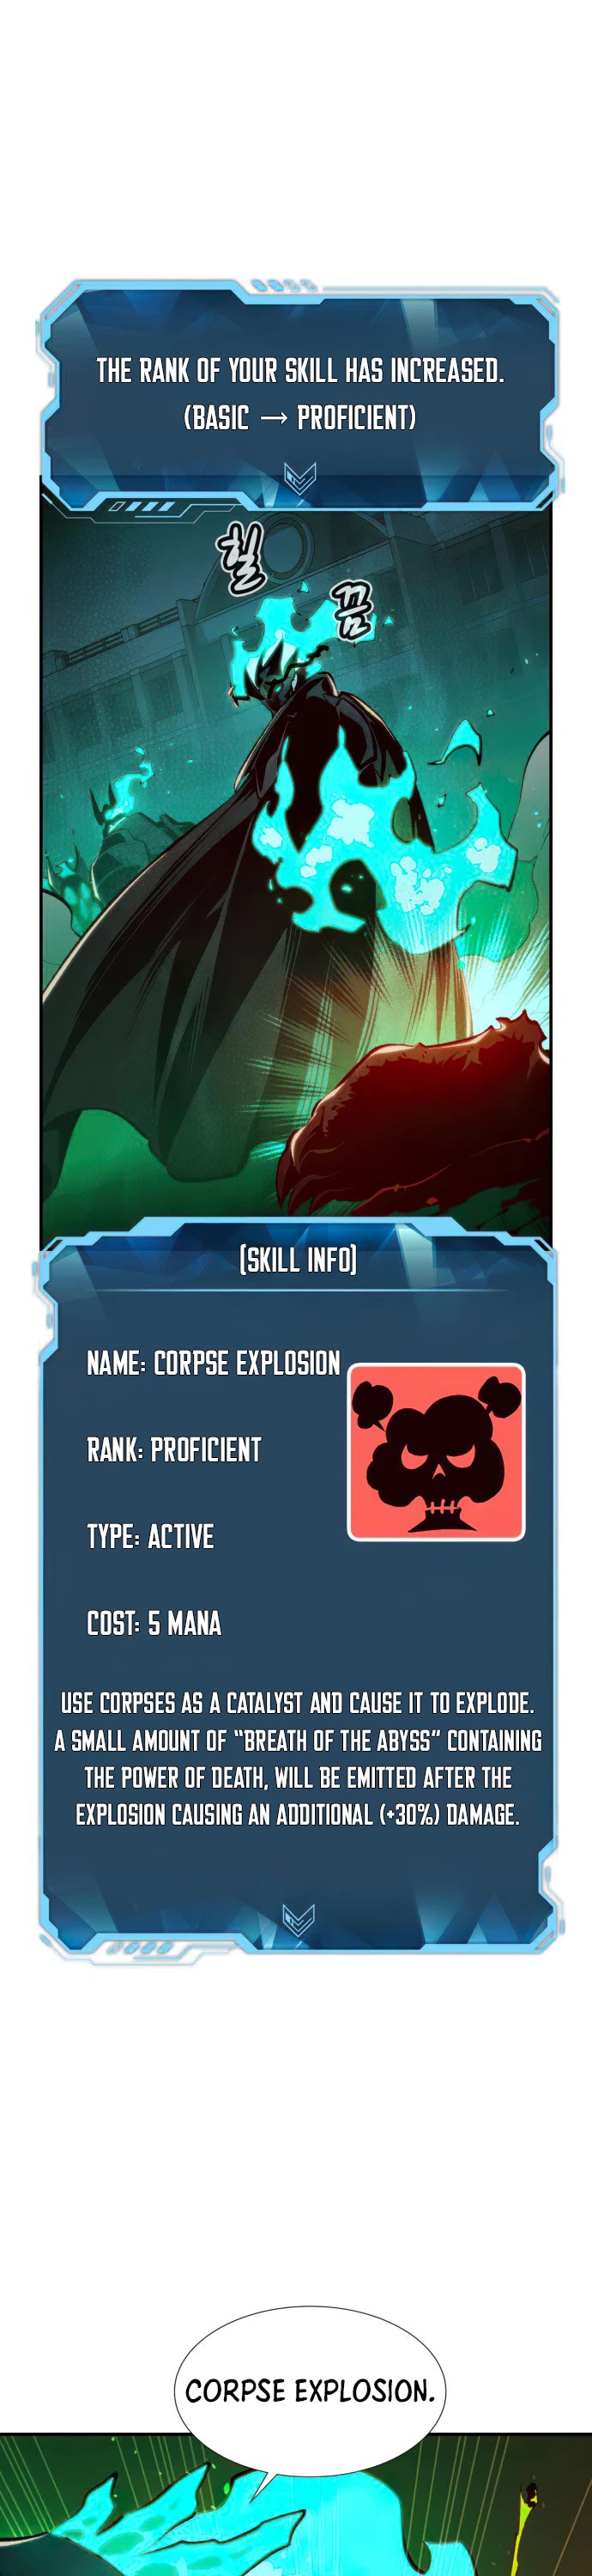 THE RANK OF YOUR SKILL HAS INCREASED.
(BASIC → PROFICIENT)
힐
끔
[SKILL INFO]
NAME: CORPSE EXPLOSION
RANK: PROFICIENT
TYPE: ACTIVE
COST: 5 MANA
USE CORPSES AS A CATALYST AND CAUSE IT TO EXPLODE.
A SMALL AMOUNT OF “BREATH OF THE ABYSS” CONTAINING
THE POWER OF DEATH, WILL BE EMITTED AFTER THE
EXPLOSION CAUSING AN ADDITIONAL (+30%) DAMAGE.
CORPSE EXPLOSION.